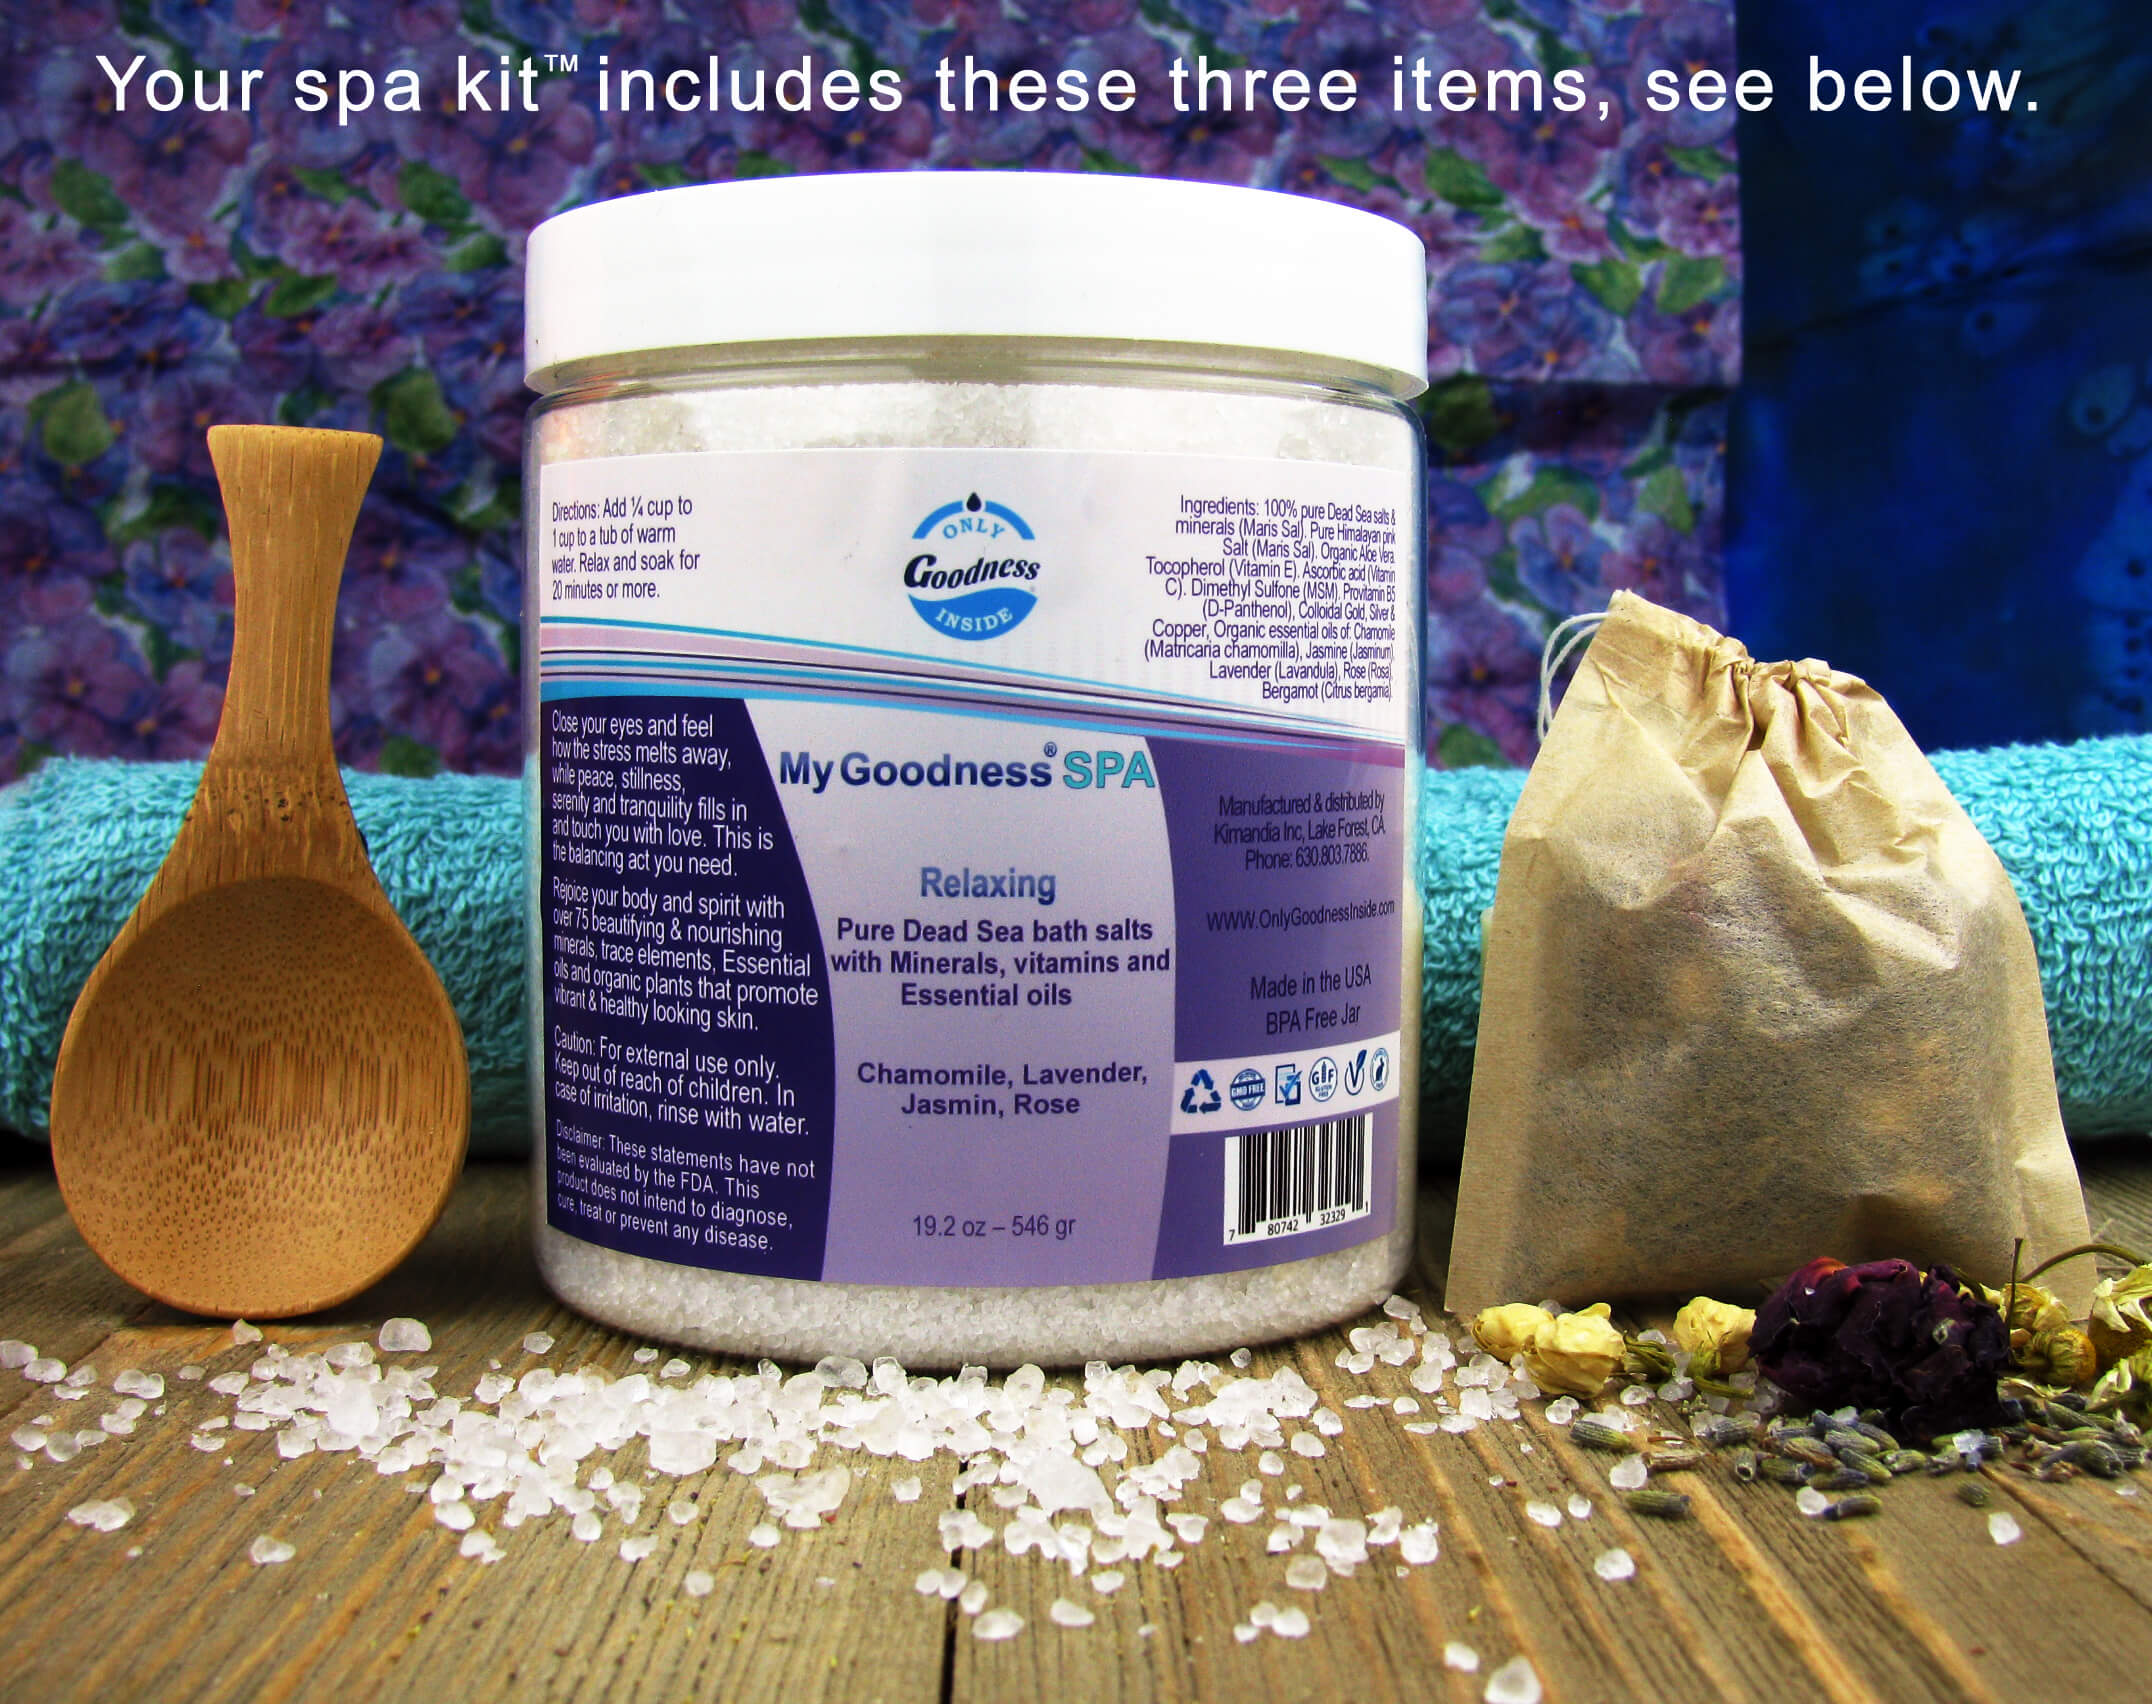 Your spa kit™ includes these three items, see below.
Directions: Add ¼ cup to
1 cup to a tub of warm
water. Relax and soak for
20 minutes or more.
ONLY
Goodness®
INSIDE
Ingredients: 100% pure Dead Sea salts &
minerals (Maris Sal). Pure Himalayan pink
Salt (Maris Sal). Organic Aloe Vera.
Tocopherol (Vitamin E). Ascorbic acid (Vitamin
C). Dimethyl Sulfone (MSM). Provitamin B5
(D-Panthenol), Colloidal Gold, Silver &
Copper, Organic essential oils of: Chamomile
(Matricaria chamomilla), Jasmine (Jasminum),
Lavender (Lavandula), Rose (Rosa),
Bergamot (Citrus bergamia).
Close your eyes and feel
how the stress melts away,
while peace, stillness,
serenity and tranquility fills in
and touch you with love. This is
the balancing act you need.
Rejoice your body and spirit with
over 75 beautifying & nourishing
minerals, trace elements, Essential
oils and organic plants that promote
vibrant & healthy looking skin.
Caution: For external use only.
Keep out of reach of children. In
case of irritation, rinse with water.
Disclaimer: These statements have not
been evaluated by the FDA. This
product does not intend to diagnose,
cure, treat or prevent any disease.
My Goodness® SPA
Relaxing
Pure Dead Sea bath salts
with Minerals, vitamins and
Essential oils
Chamomile, Lavender,
Jasmin, Rose
19.2 oz – 546 gr
Manufactured & distributed by
Kimandia Inc, Lake Forest, CA.
Phone: 630.803.7886.
WWW.OnlyGoodnessInside.com
Made in the USA
BPA Free Jar
GMO FREE
GF
GLUTEN
FREE
7 80742 32329 1